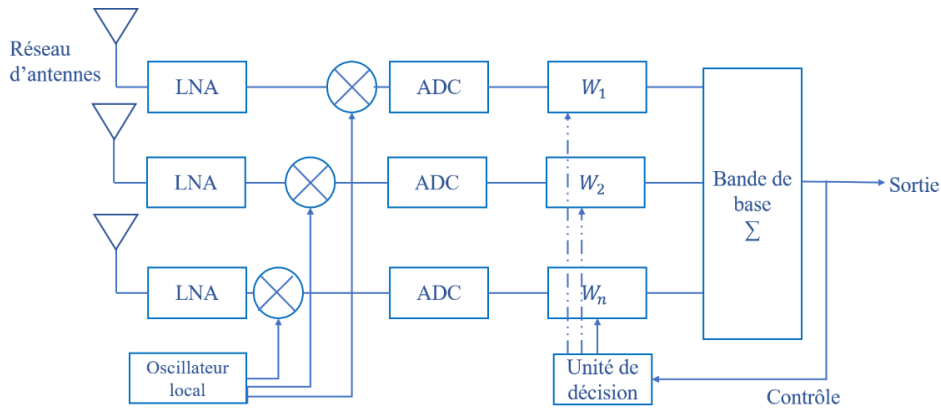 Réseau
d'antennes
LNA
ADC
W₁
LNA
ADC
W₂
Bande de
base
∑
Sortie
LNA
ADC
Wₙ
Oscillateur
local
Unité de
décision
Contrôle